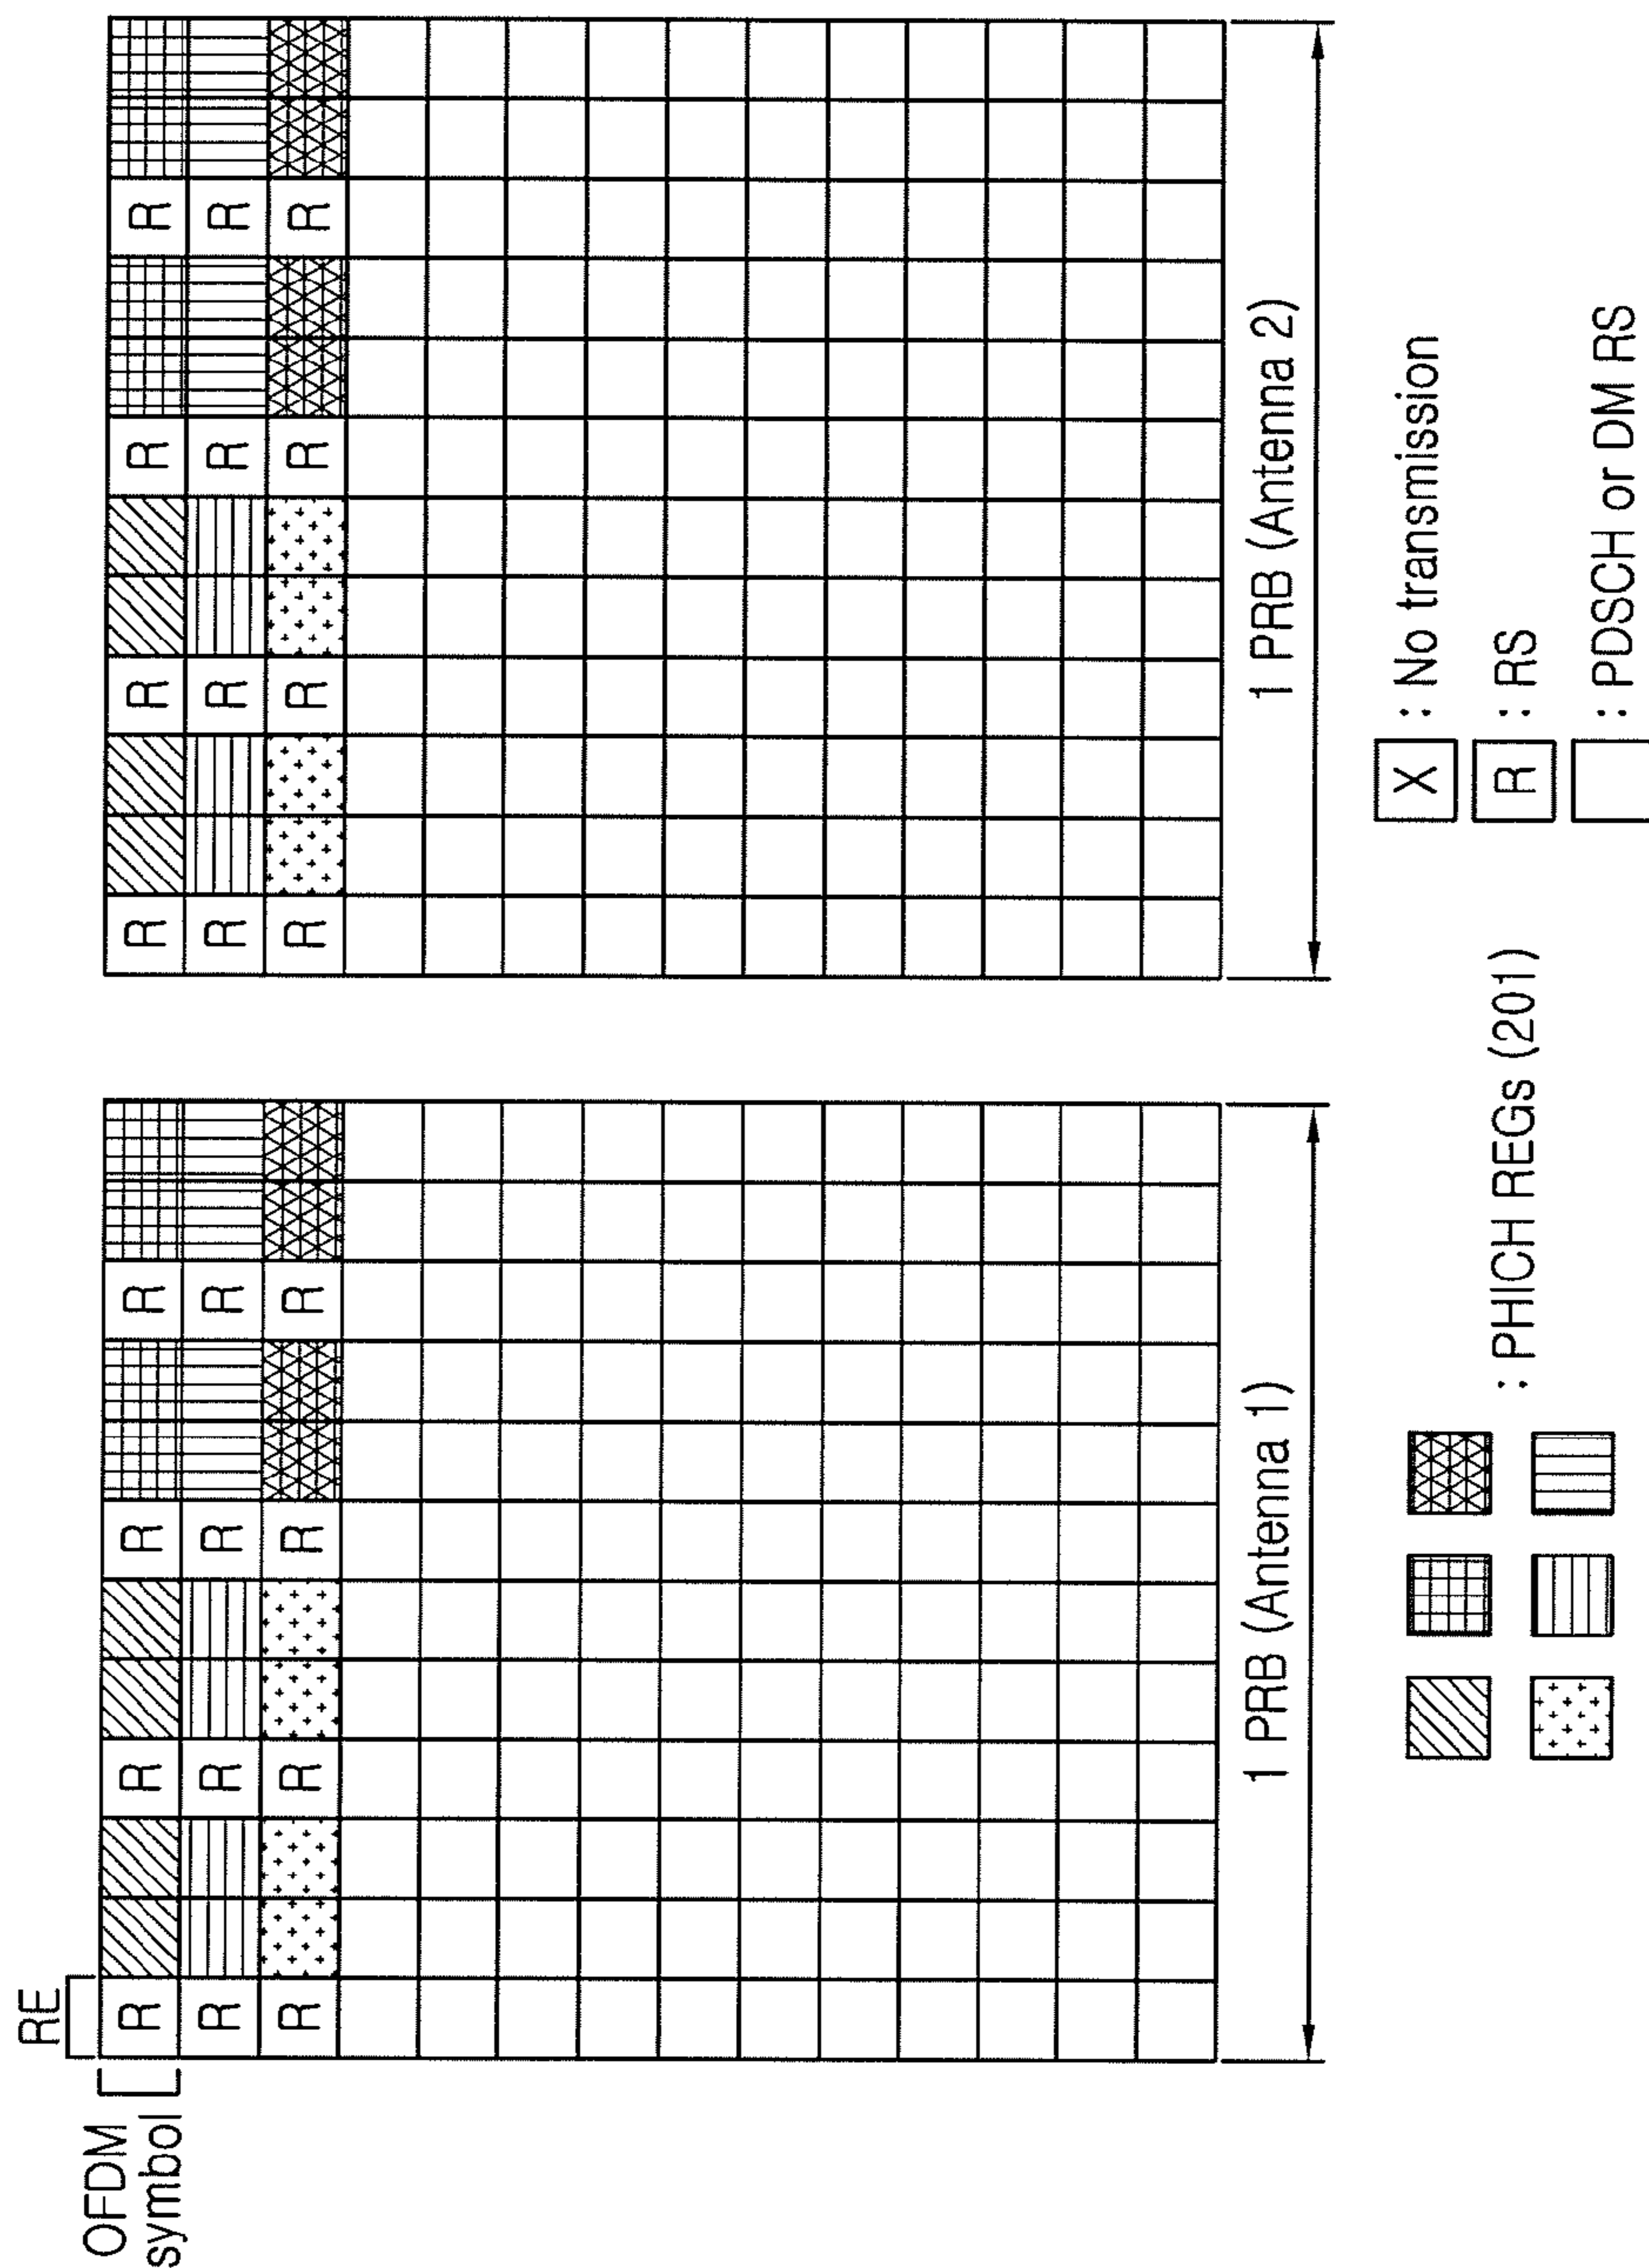 RE
OFDM
symbol
R R R R R R R R
R R R R R R R R
R R R R R R R R
1 PRB (Antenna 1)
1 PRB (Antenna 2)
: PHICH REGs (201)
X : No transmission
R : RS
: PDSCH or DM RS